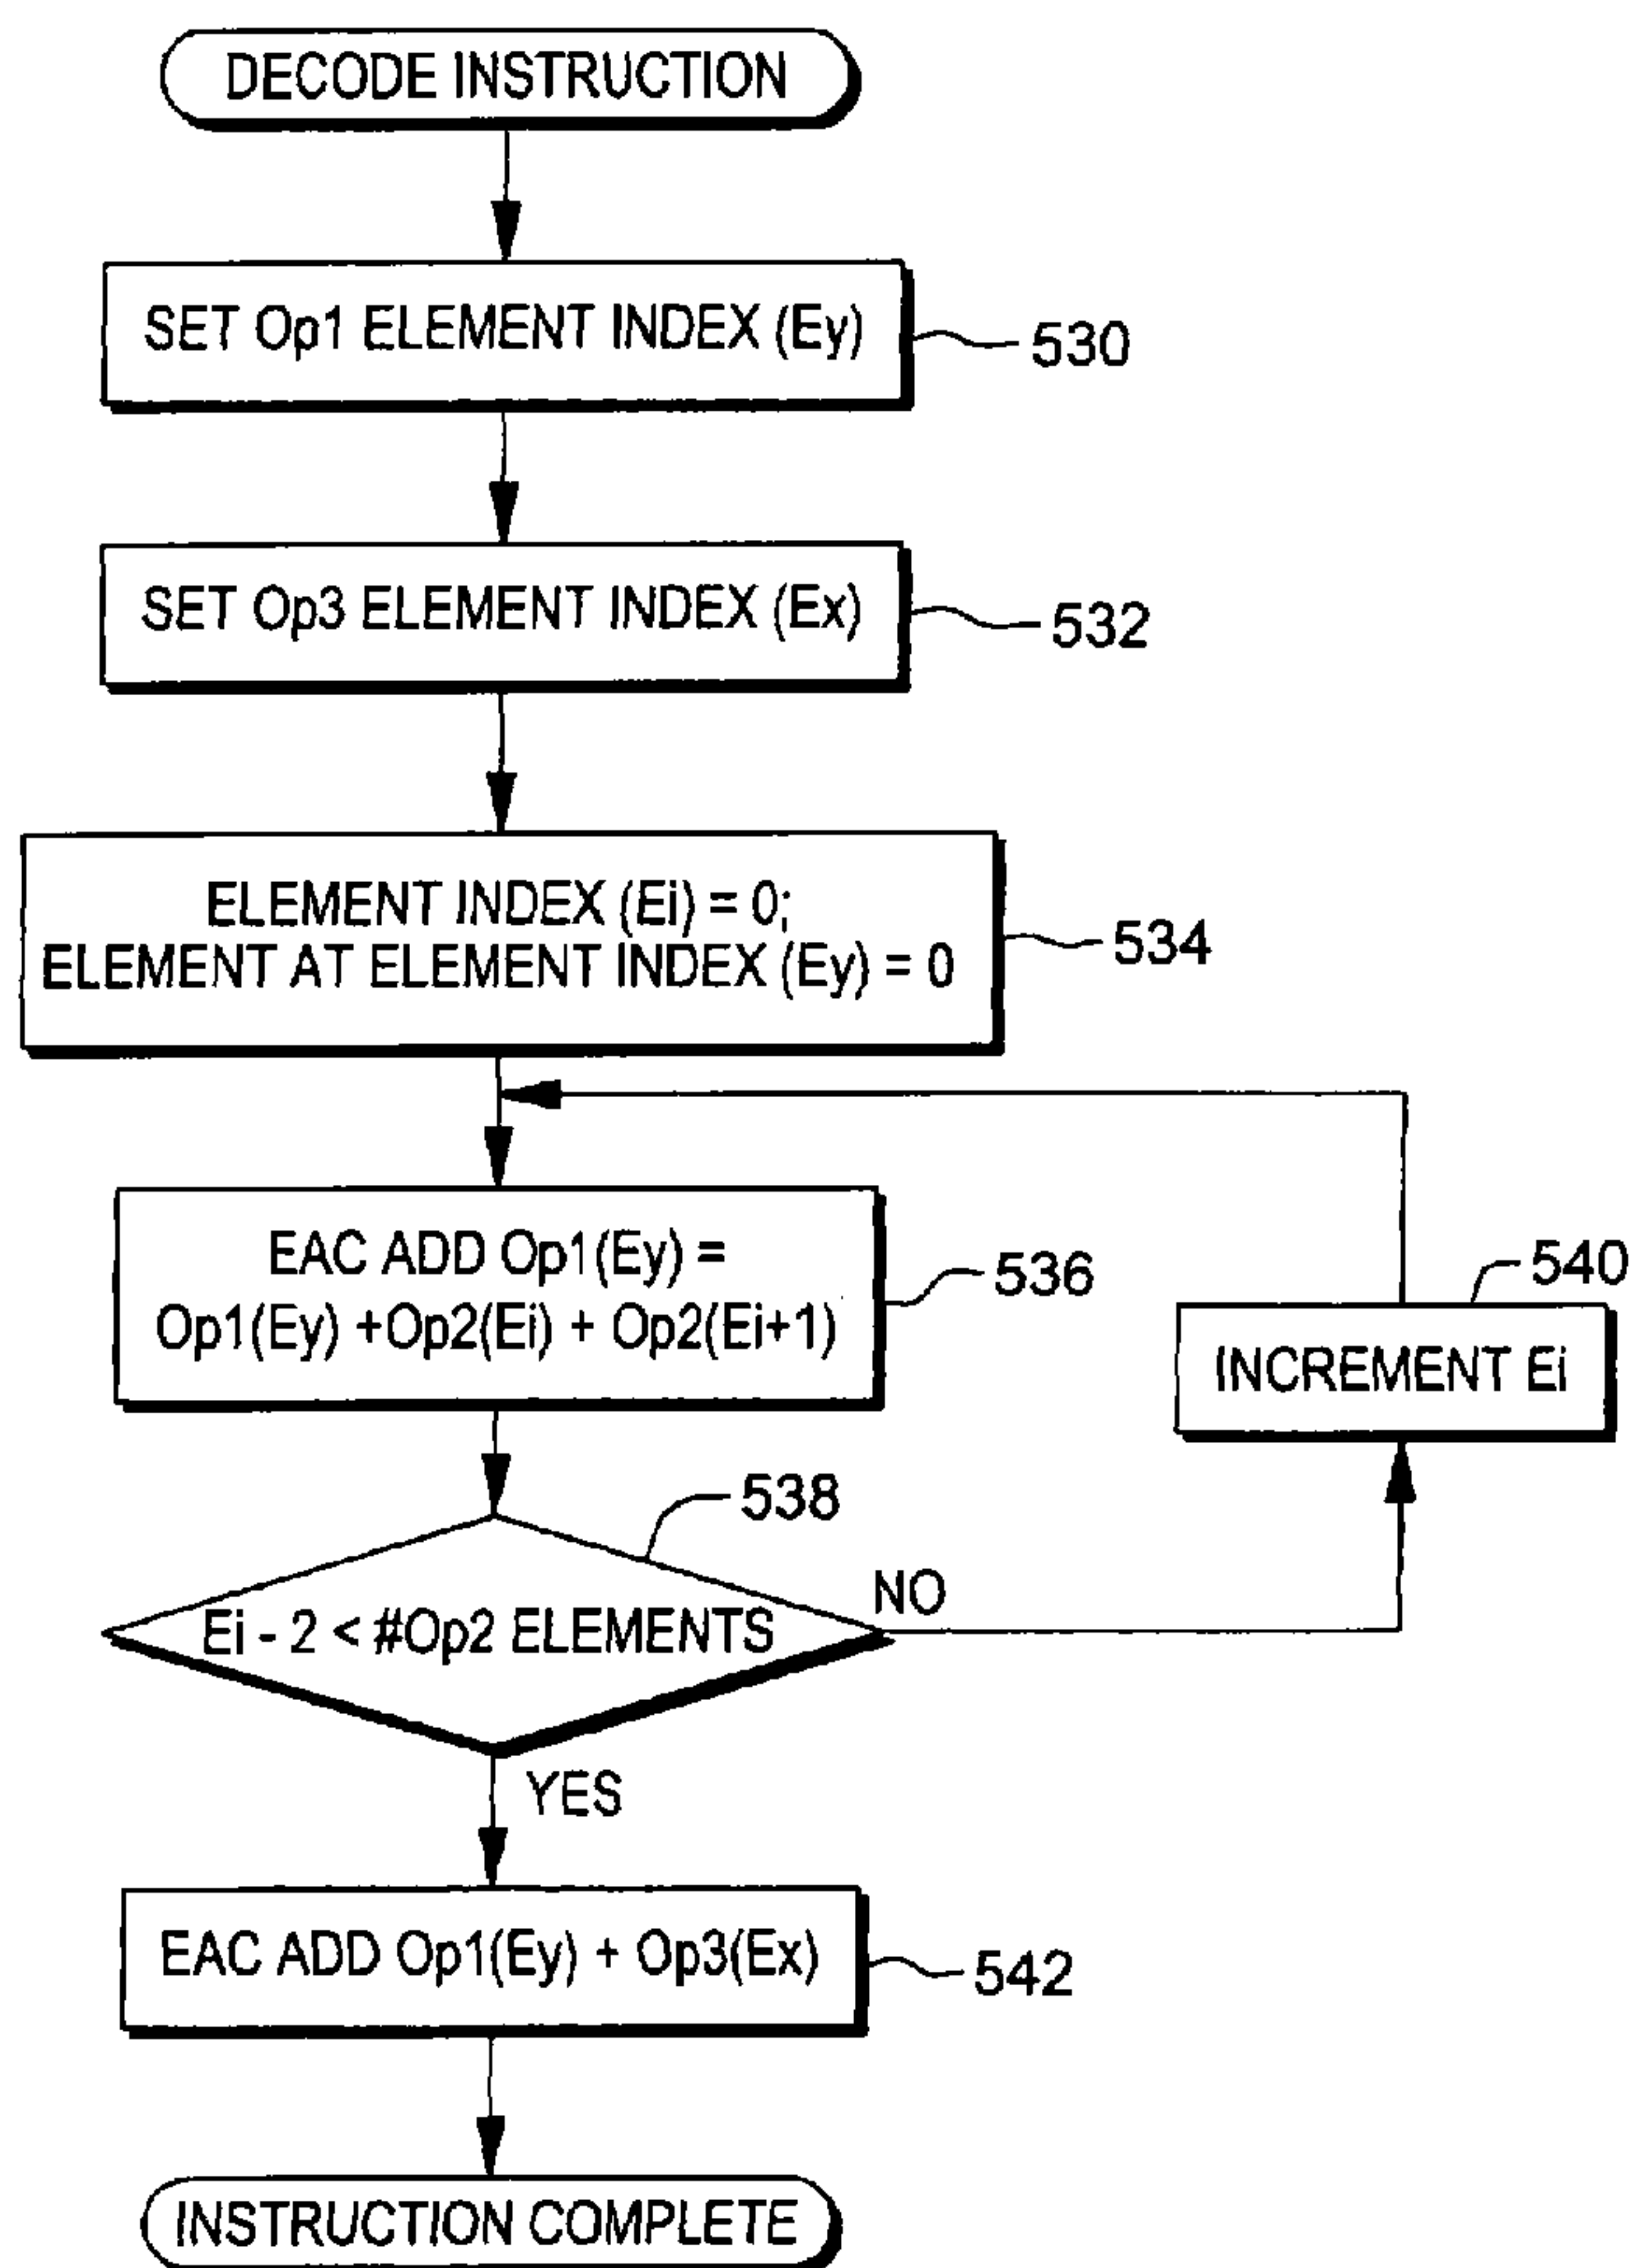 DECODE INSTRUCTION
SET Op1 ELEMENT INDEX (Ey)
530
SET Op3 ELEMENT INDEX (Ex)
532
ELEMENT INDEX (Ei) = 0;
ELEMENT AT ELEMENT INDEX (Ey) = 0
534
EAC ADD Op1(Ey) =
Op1(Ey) +Op2(Ei) + Op2(Ei+1)
536
540
INCREMENT Ei
538
Ei - 2 < #Op2 ELEMENTS
NO
YES
EAC ADD Op1(Ey) + Op3(Ex)
542
INSTRUCTION COMPLETE